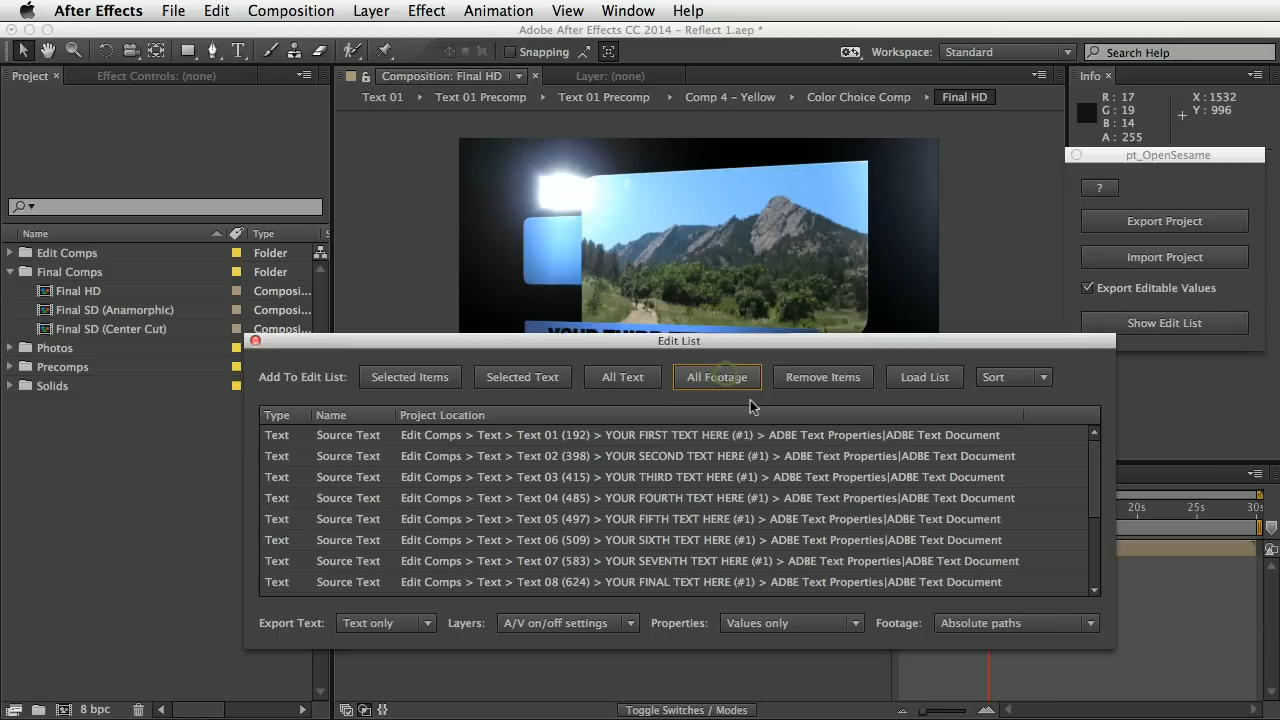 After Effects File Edit Composition Layer Effect Animation View Window Help
Adobe After Effects CC 2014 - Reflect 1.aep *
Snapping
Workspace: Standard
Search Help
Project ×
Effect Controls: (none)
Composition: Final HD ×
Layer: (none)
Info ×
Text 01 Text 01 Precomp Text 01 Precomp Comp 4 - Yellow Color Choice Comp Final HD
R : 17
G : 19
B : 14
A : 255
X : 1532
Y : 996
pt_OpenSesame
?
Export Project
Import Project
Export Editable Values
Show Edit List
Name Type
Edit Comps Folder
Final Comps Folder
Final HD Composi...
Final SD (Anamorphic) Composi...
Final SD (Center Cut) Composi...
Photos
Precomps
Solids
Edit List
Add To Edit List: Selected Items Selected Text All Text All Footage Remove Items Load List Sort
Type Name Project Location
Text Source Text Edit Comps > Text > Text 01 (192) > YOUR FIRST TEXT HERE (#1) > ADBE Text Properties|ADBE Text Document
Text Source Text Edit Comps > Text > Text 02 (398) > YOUR SECOND TEXT HERE (#1) > ADBE Text Properties|ADBE Text Document
Text Source Text Edit Comps > Text > Text 03 (415) > YOUR THIRD TEXT HERE (#1) > ADBE Text Properties|ADBE Text Document
Text Source Text Edit Comps > Text > Text 04 (485) > YOUR FOURTH TEXT HERE (#1) > ADBE Text Properties|ADBE Text Document
Text Source Text Edit Comps > Text > Text 05 (497) > YOUR FIFTH TEXT HERE (#1) > ADBE Text Properties|ADBE Text Document
Text Source Text Edit Comps > Text > Text 06 (509) > YOUR SIXTH TEXT HERE (#1) > ADBE Text Properties|ADBE Text Document
Text Source Text Edit Comps > Text > Text 07 (583) > YOUR SEVENTH TEXT HERE (#1) > ADBE Text Properties|ADBE Text Document
Text Source Text Edit Comps > Text > Text 08 (624) > YOUR FINAL TEXT HERE (#1) > ADBE Text Properties|ADBE Text Document
Export Text: Text only Layers: A/V on/off settings Properties: Values only Footage: Absolute paths
20s 25s 30s
8 bpc
Toggle Switches / Modes